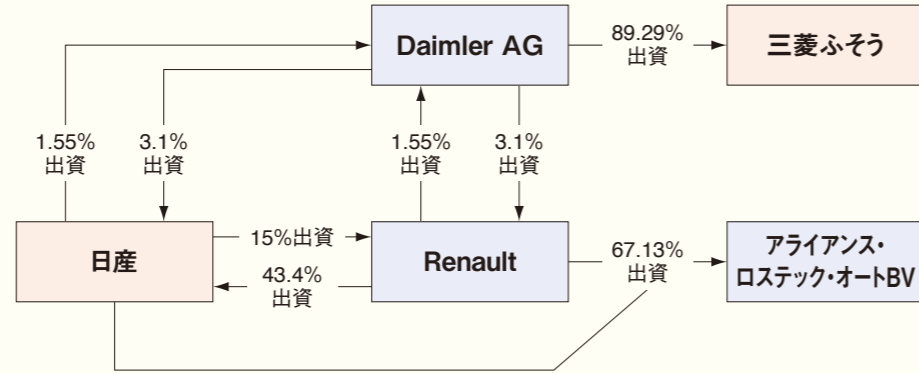 Daimler AG
89.29%
出資
三菱ふそう
1.55%
出資
3.1%
出資
1.55%
出資
3.1%
出資
日産
15%出資
43.4%
出資
Renault
67.13%
出資
アライアンス・
ロステック・オートBV